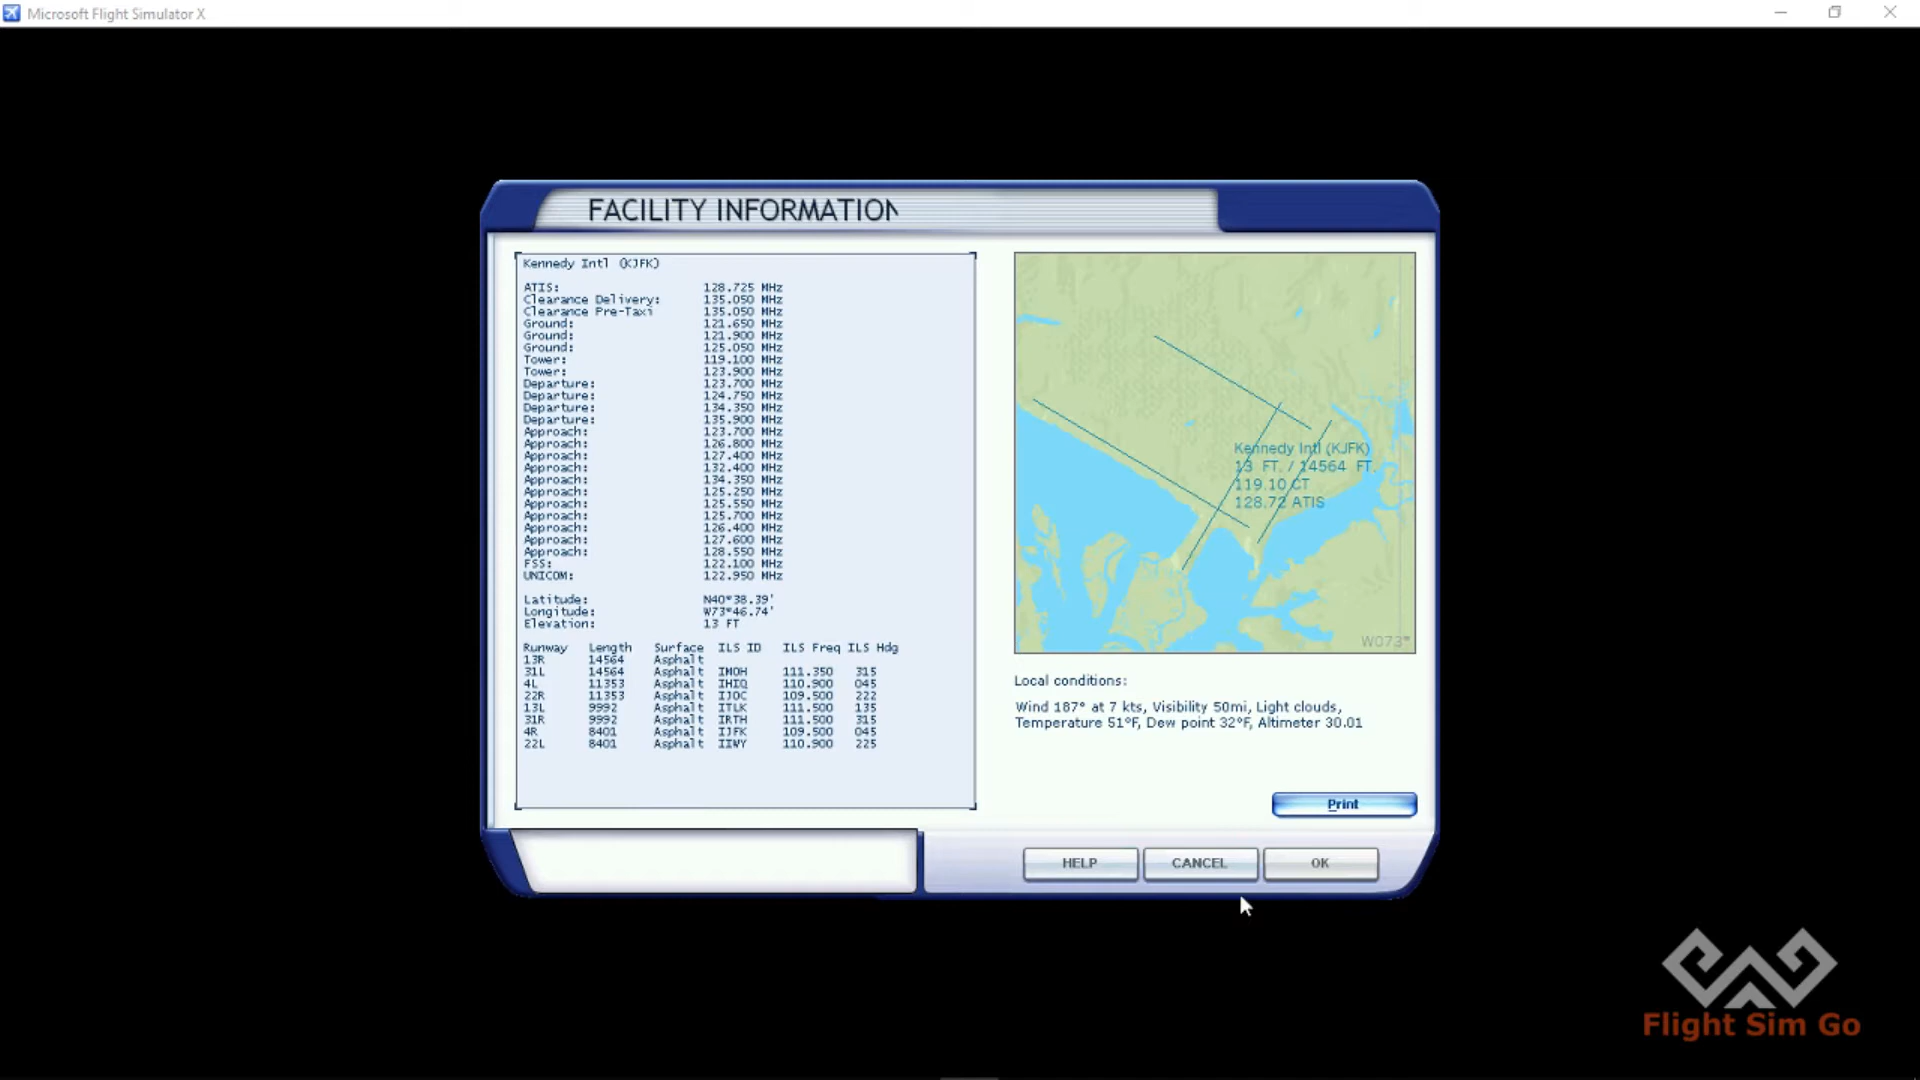 Microsoft Flight Simulator X
FACILITY INFORMATION
Kennedy Intl (KJFK)
ATIS: 128.725 MHz
Clearance Delivery: 135.050 MHz
Clearance Pre-Taxi 135.050 MHz
Ground: 121.650 MHz
Ground: 121.900 MHz
Ground: 125.050 MHz
Tower: 119.100 MHz
Tower: 123.900 MHz
Departure: 123.700 MHz
Departure: 124.750 MHz
Departure: 134.350 MHz
Departure: 135.900 MHz
Approach: 123.700 MHz
Approach: 126.800 MHz
Approach: 127.400 MHz
Approach: 132.400 MHz
Approach: 134.350 MHz
Approach: 125.250 MHz
Approach: 125.550 MHz
Approach: 125.700 MHz
Approach: 126.400 MHz
Approach: 127.600 MHz
Approach: 128.550 MHz
FSS: 122.100 MHz
UNICOM: 122.950 MHz
Latitude: N40°38.39'
Longitude: W73°46.74'
Elevation: 13 FT
Runway Length Surface ILS ID ILS Freq ILS Hdg
13R 14564 Asphalt
31L 14564 Asphalt IMOH 111.350 315
4L 11353 Asphalt IHIQ 110.900 045
22R 11353 Asphalt IJOC 109.500 222
13L 9992 Asphalt ITLK 111.500 135
31R 9992 Asphalt IRTH 111.500 315
4R 8401 Asphalt IJFK 109.500 045
22L 8401 Asphalt IIWY 110.900 225
Kennedy Intl (KJFK)
13 FT. / 14564 FT.
119.10 CT
128.72 ATIS
W073°
Local conditions:
Wind 187° at 7 kts, Visibility 50mi, Light clouds,
Temperature 51°F, Dew point 32°F, Altimeter 30.01
Print
HELP CANCEL OK
Flight Sim Go